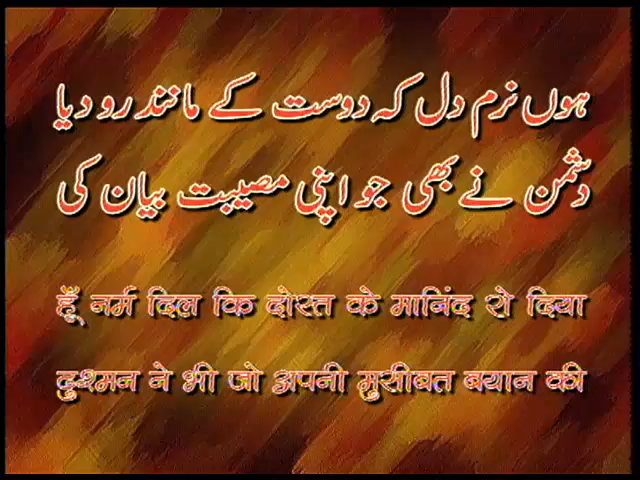 ہوں نرم دل کہ دوست کے مانند رو دیا
دشمن نے بھی جو اپنی مصیبت بیان کی
हूँ नर्म दिल कि दोस्त के मानिंद रो दिया
दुश्मन ने भी जो अपनी मुसीबत बयान की